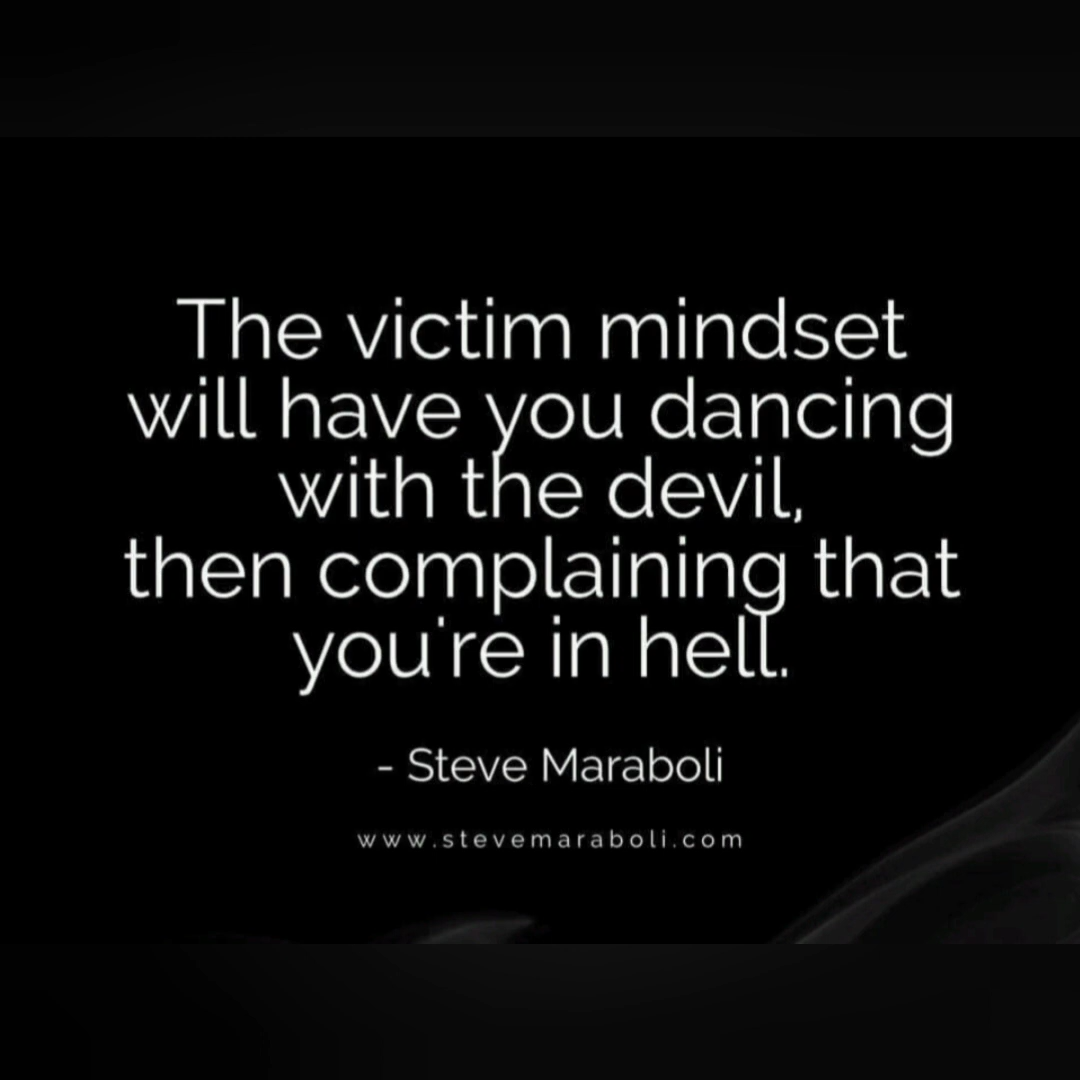 The victim mindset
will have you dancing
with the devil,
then complaining that
you're in hell.
- Steve Maraboli
www.stevemaraboli.com